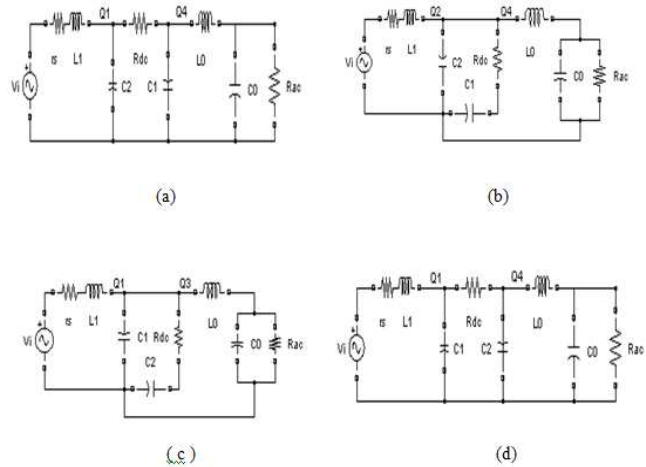 Q1 Q4
rs L1 Rdc L0
Vi C2 C1 C0 Rac
+
(a)
Q2 Q4
rs L1 C2 Rdc L0
Vi C1 C0 Rac
+
(b)
Q1 Q3
rs L1 C1 Rdc L0
Vi C2 C0 Rac
+
(c)
Q1 Q4
rs L1 Rdc L0
Vi C1 C2 C0 Rac
+
(d)